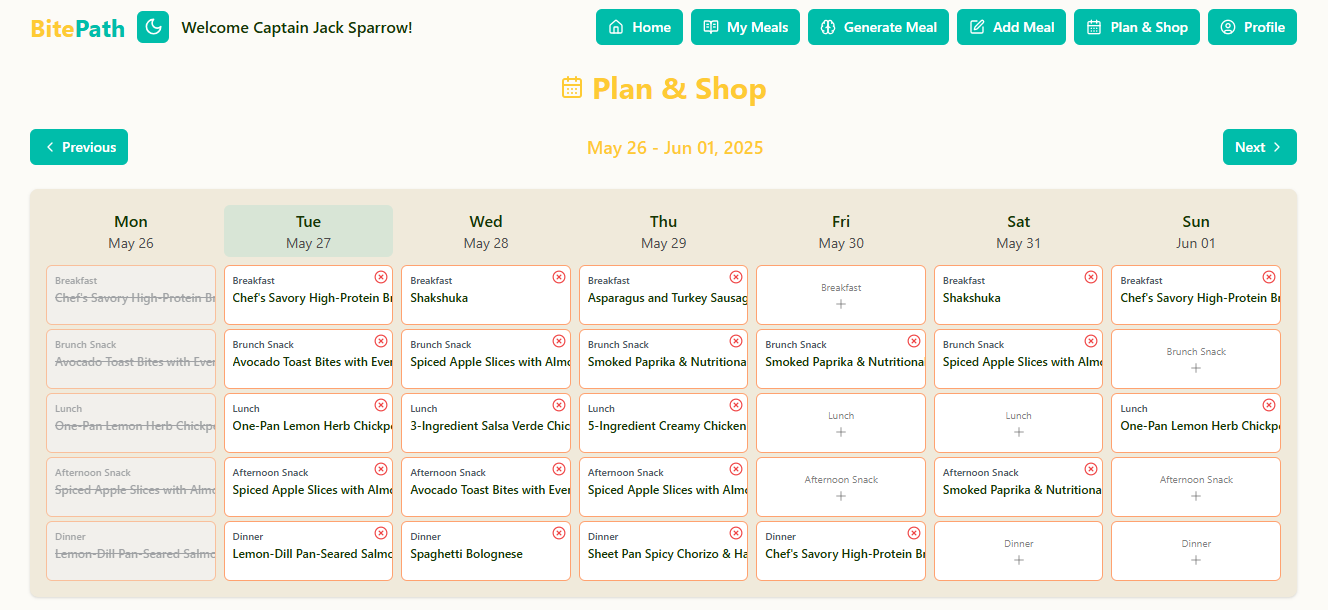 BitePath Welcome Captain Jack Sparrow! Home My Meals Generate Meal Add Meal Plan & Shop Profile
Plan & Shop
Previous May 26 - Jun 01, 2025 Next
Mon Tue Wed Thu Fri Sat Sun
May 26 May 27 May 28 May 29 May 30 May 31 Jun 01
Breakfast Breakfast Breakfast Breakfast Breakfast Breakfast Breakfast
Chef's Savory High-Protein Br Chef's Savory High-Protein Br Shakshuka Asparagus and Turkey Sausag Shakshuka Chef's Savory High-Protein Br
Brunch Snack Brunch Snack Brunch Snack Brunch Snack Brunch Snack Brunch Snack Brunch Snack
Avocado Toast Bites with Ever Avocado Toast Bites with Ever Spiced Apple Slices with Almo Smoked Paprika & Nutritional Smoked Paprika & Nutritional Spiced Apple Slices with Almo
Lunch Lunch Lunch Lunch Lunch Lunch Lunch
One-Pan Lemon Herb Chickpe One-Pan Lemon Herb Chickpe 3-Ingredient Salsa Verde Chic 5-Ingredient Creamy Chicken One-Pan Lemon Herb Chickpe
Afternoon Snack Afternoon Snack Afternoon Snack Afternoon Snack Afternoon Snack Afternoon Snack Afternoon Snack
Spiced Apple Slices with Almo Spiced Apple Slices with Almo Avocado Toast Bites with Ever Spiced Apple Slices with Almo Smoked Paprika & Nutritiona
Dinner Dinner Dinner Dinner Dinner Dinner Dinner
Lemon-Dill Pan-Seared Salmo Lemon-Dill Pan-Seared Salmo Spaghetti Bolognese Sheet Pan Spicy Chorizo & Ha Chef's Savory High-Protein Br